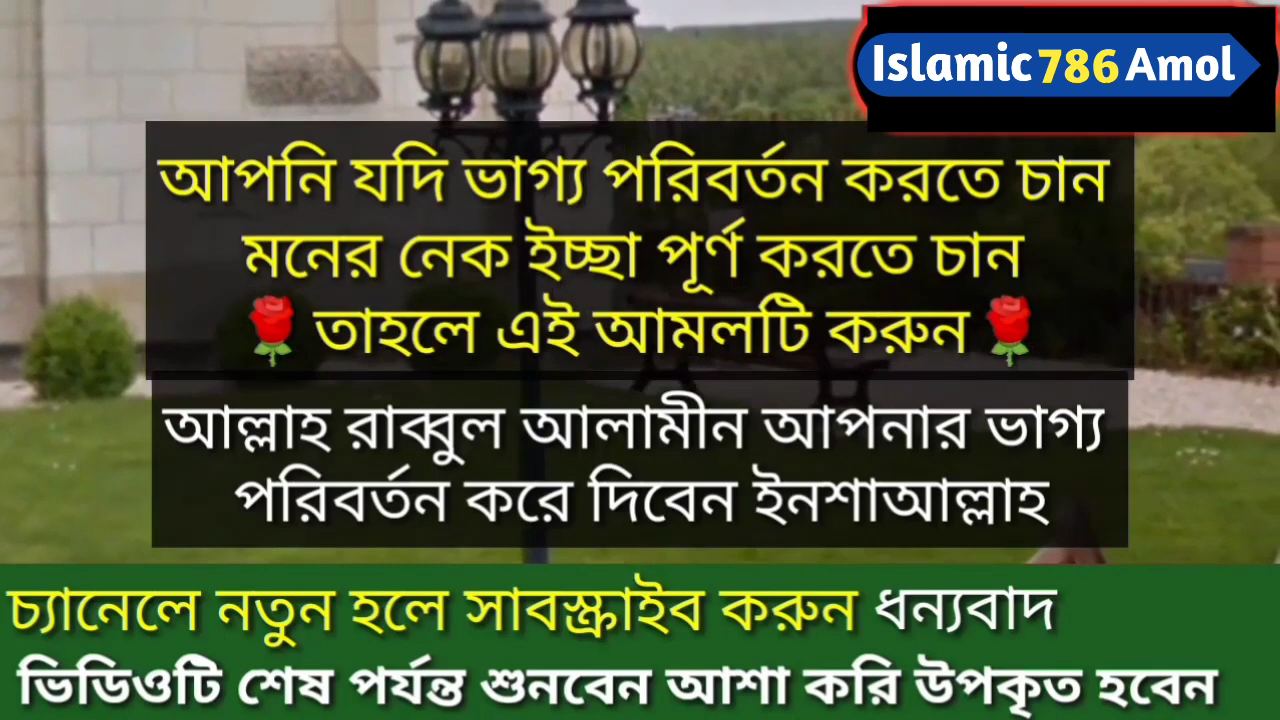 Islamic 786 Amol
আপনি যদি ভাগ্য পরিবর্তন করতে চান
মনের নেক ইচ্ছা পূর্ণ করতে চান
🌹তাহলে এই আমলটি করুন🌹
আল্লাহ রাব্বুল আলামীন আপনার ভাগ্য
পরিবর্তন করে দিবেন ইনশাআল্লাহ
চ্যানেলে নতুন হলে সাবস্ক্রাইব করুন ধন্যবাদ
ভিডিওটি শেষ পর্যন্ত শুনবেন আশা করি উপকৃত হবেন